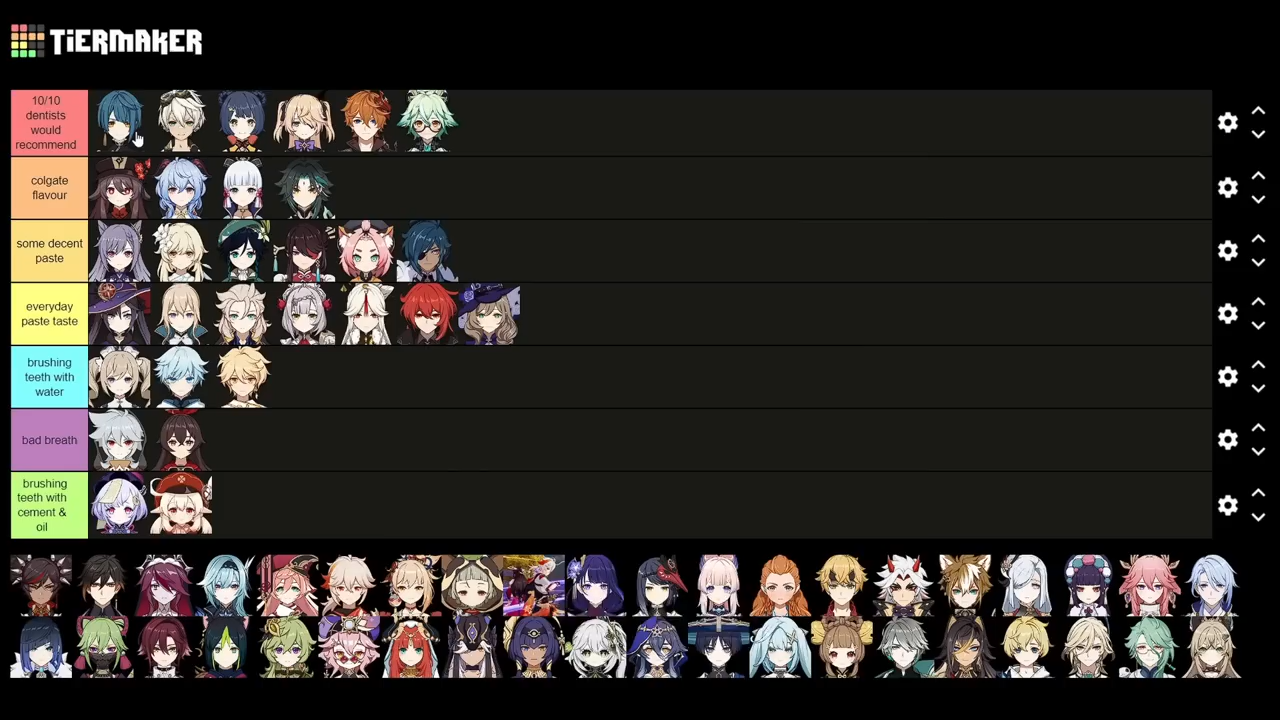 TiERMAKER
10/10
dentists
would
recommend
colgate
flavour
some decent
paste
everyday
paste taste
brushing
teeth with
water
bad breath
brushing
teeth with
cement &
oil